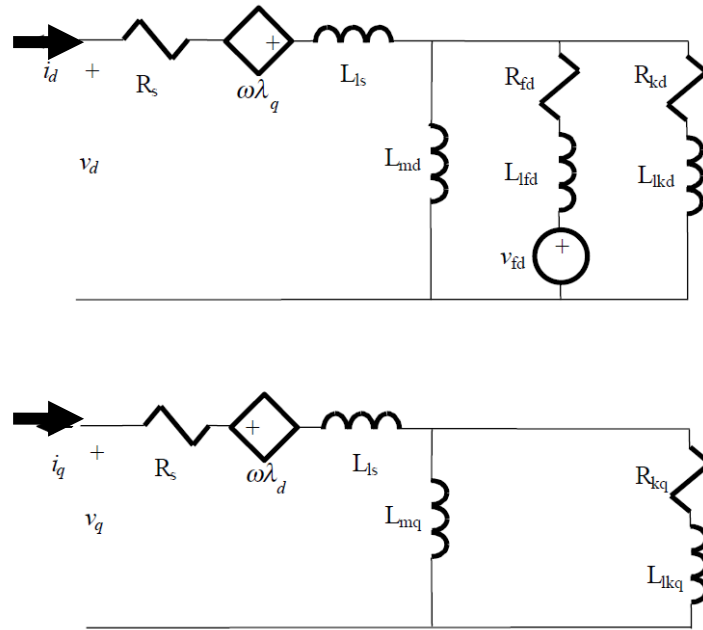 i_d + R_s ωλ_q + L_ls
R_fd R_kd
v_d L_md L_lfd L_lkd
v_fd +
i_q + R_s + ωλ_d L_ls
R_kq
v_q L_mq
L_lkq